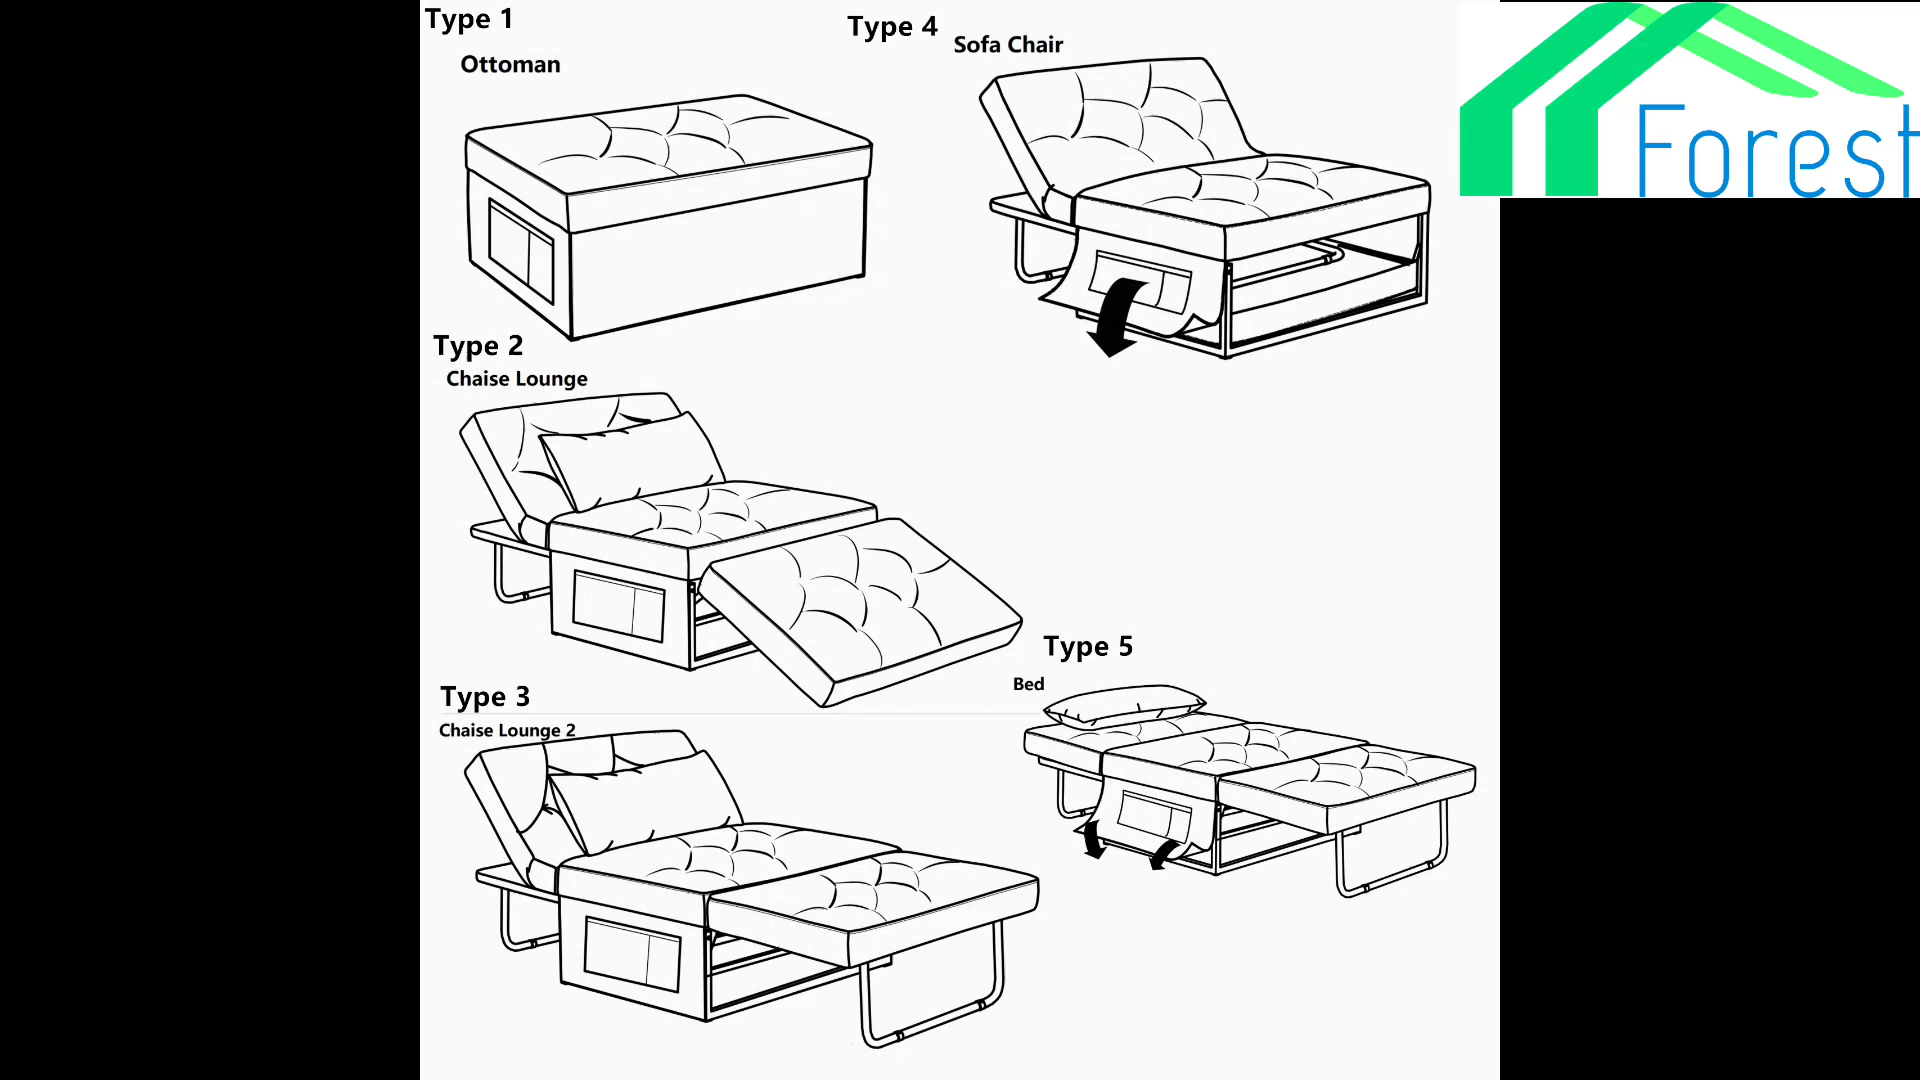 Type 1
Ottoman
Type 4
Sofa Chair
Forest
Type 2
Chaise Lounge
Type 5
Bed
Type 3
Chaise Lounge 2